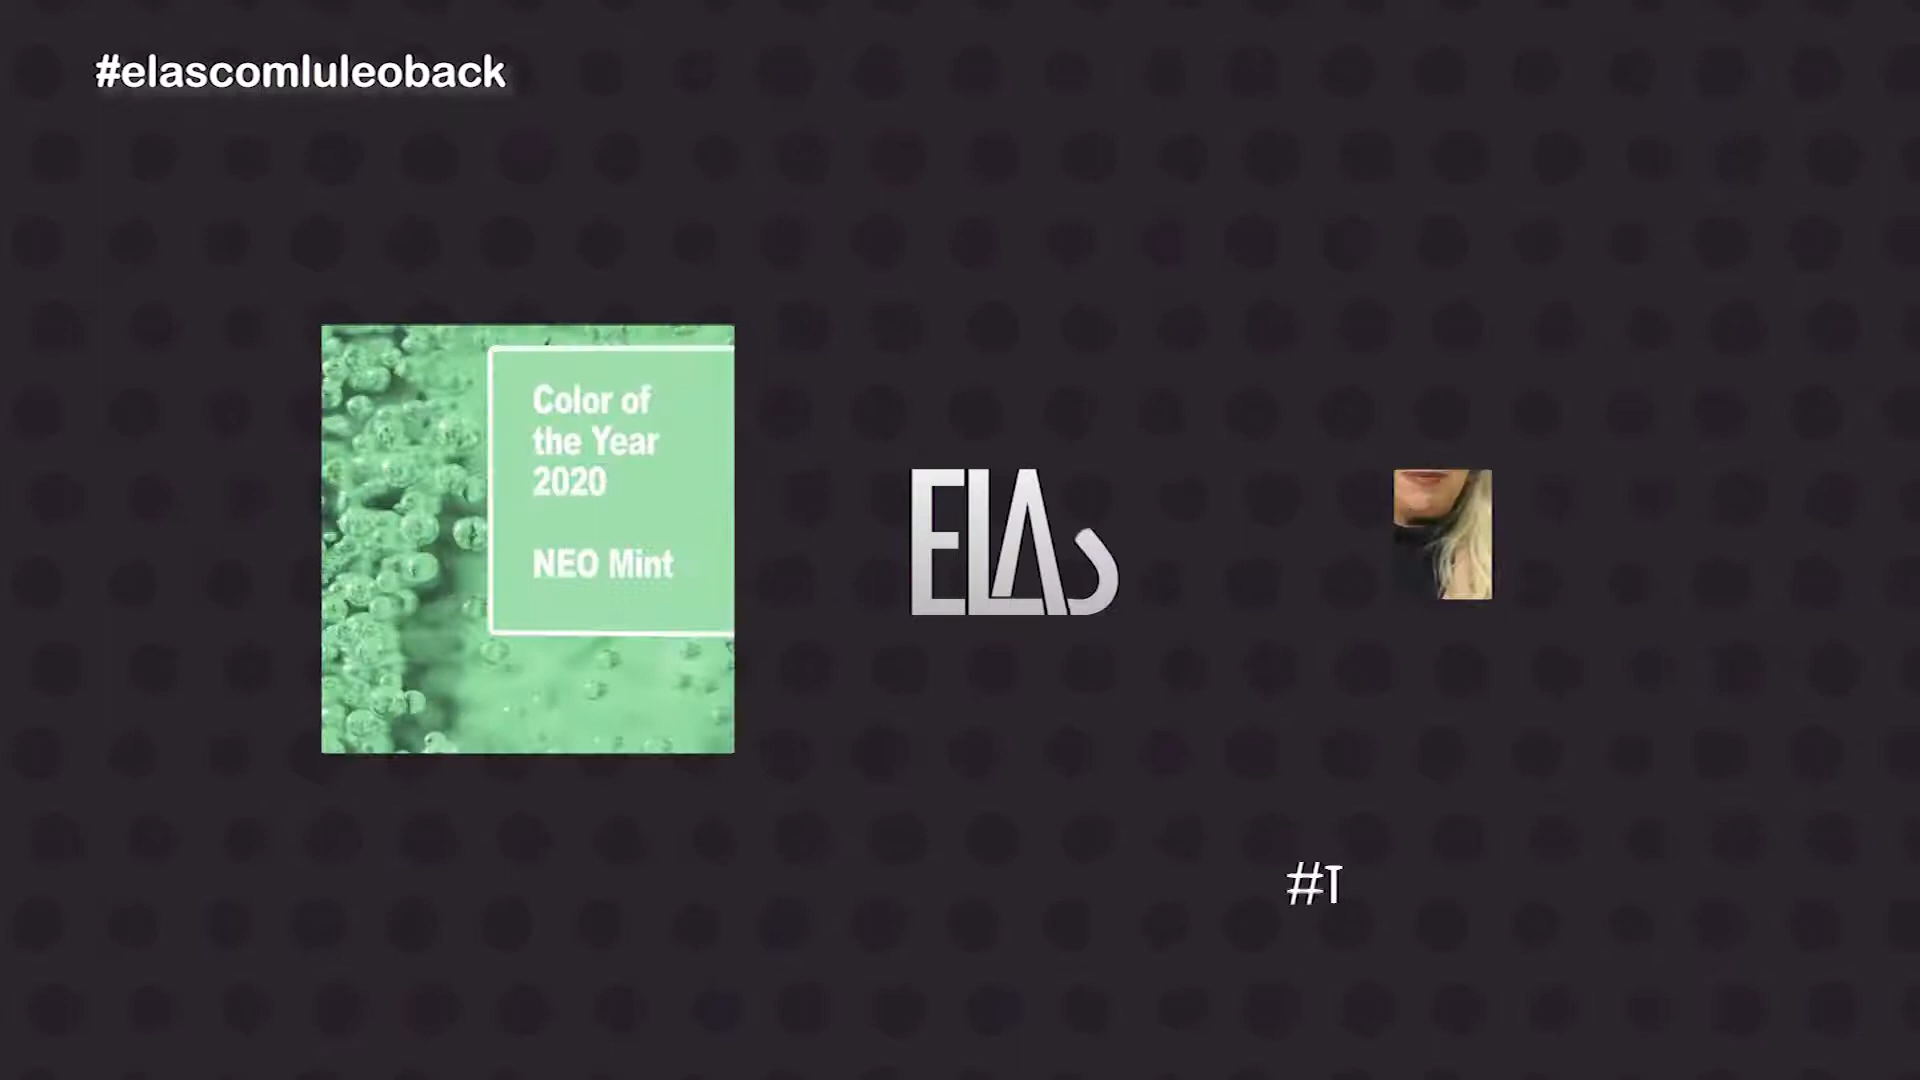 #elascomluleoback
Color of
the Year
2020
NEO Mint
ELAS
#T